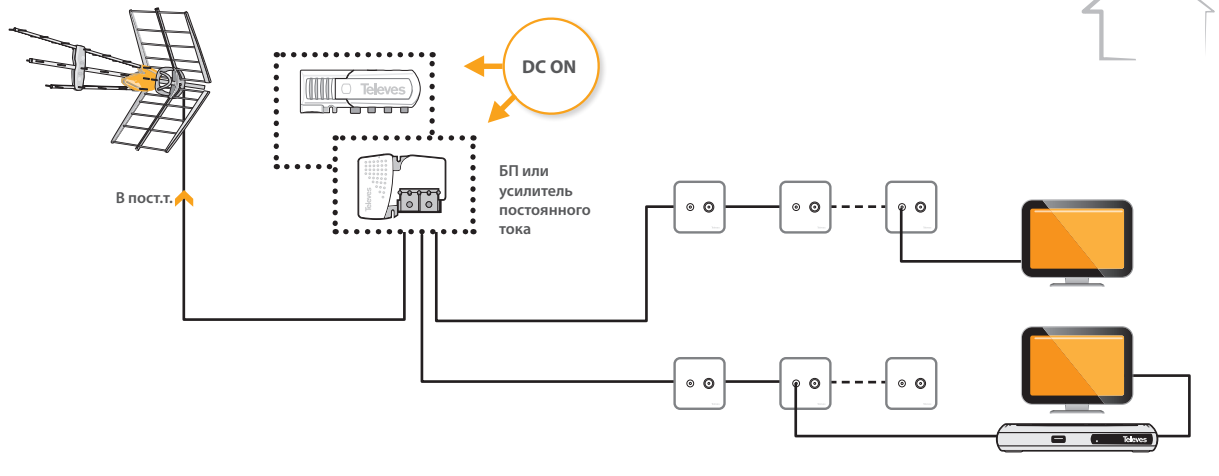 DC ON
Televes
Televes
В пост.т.
БП или
усилитель
постоянного
тока
Televes